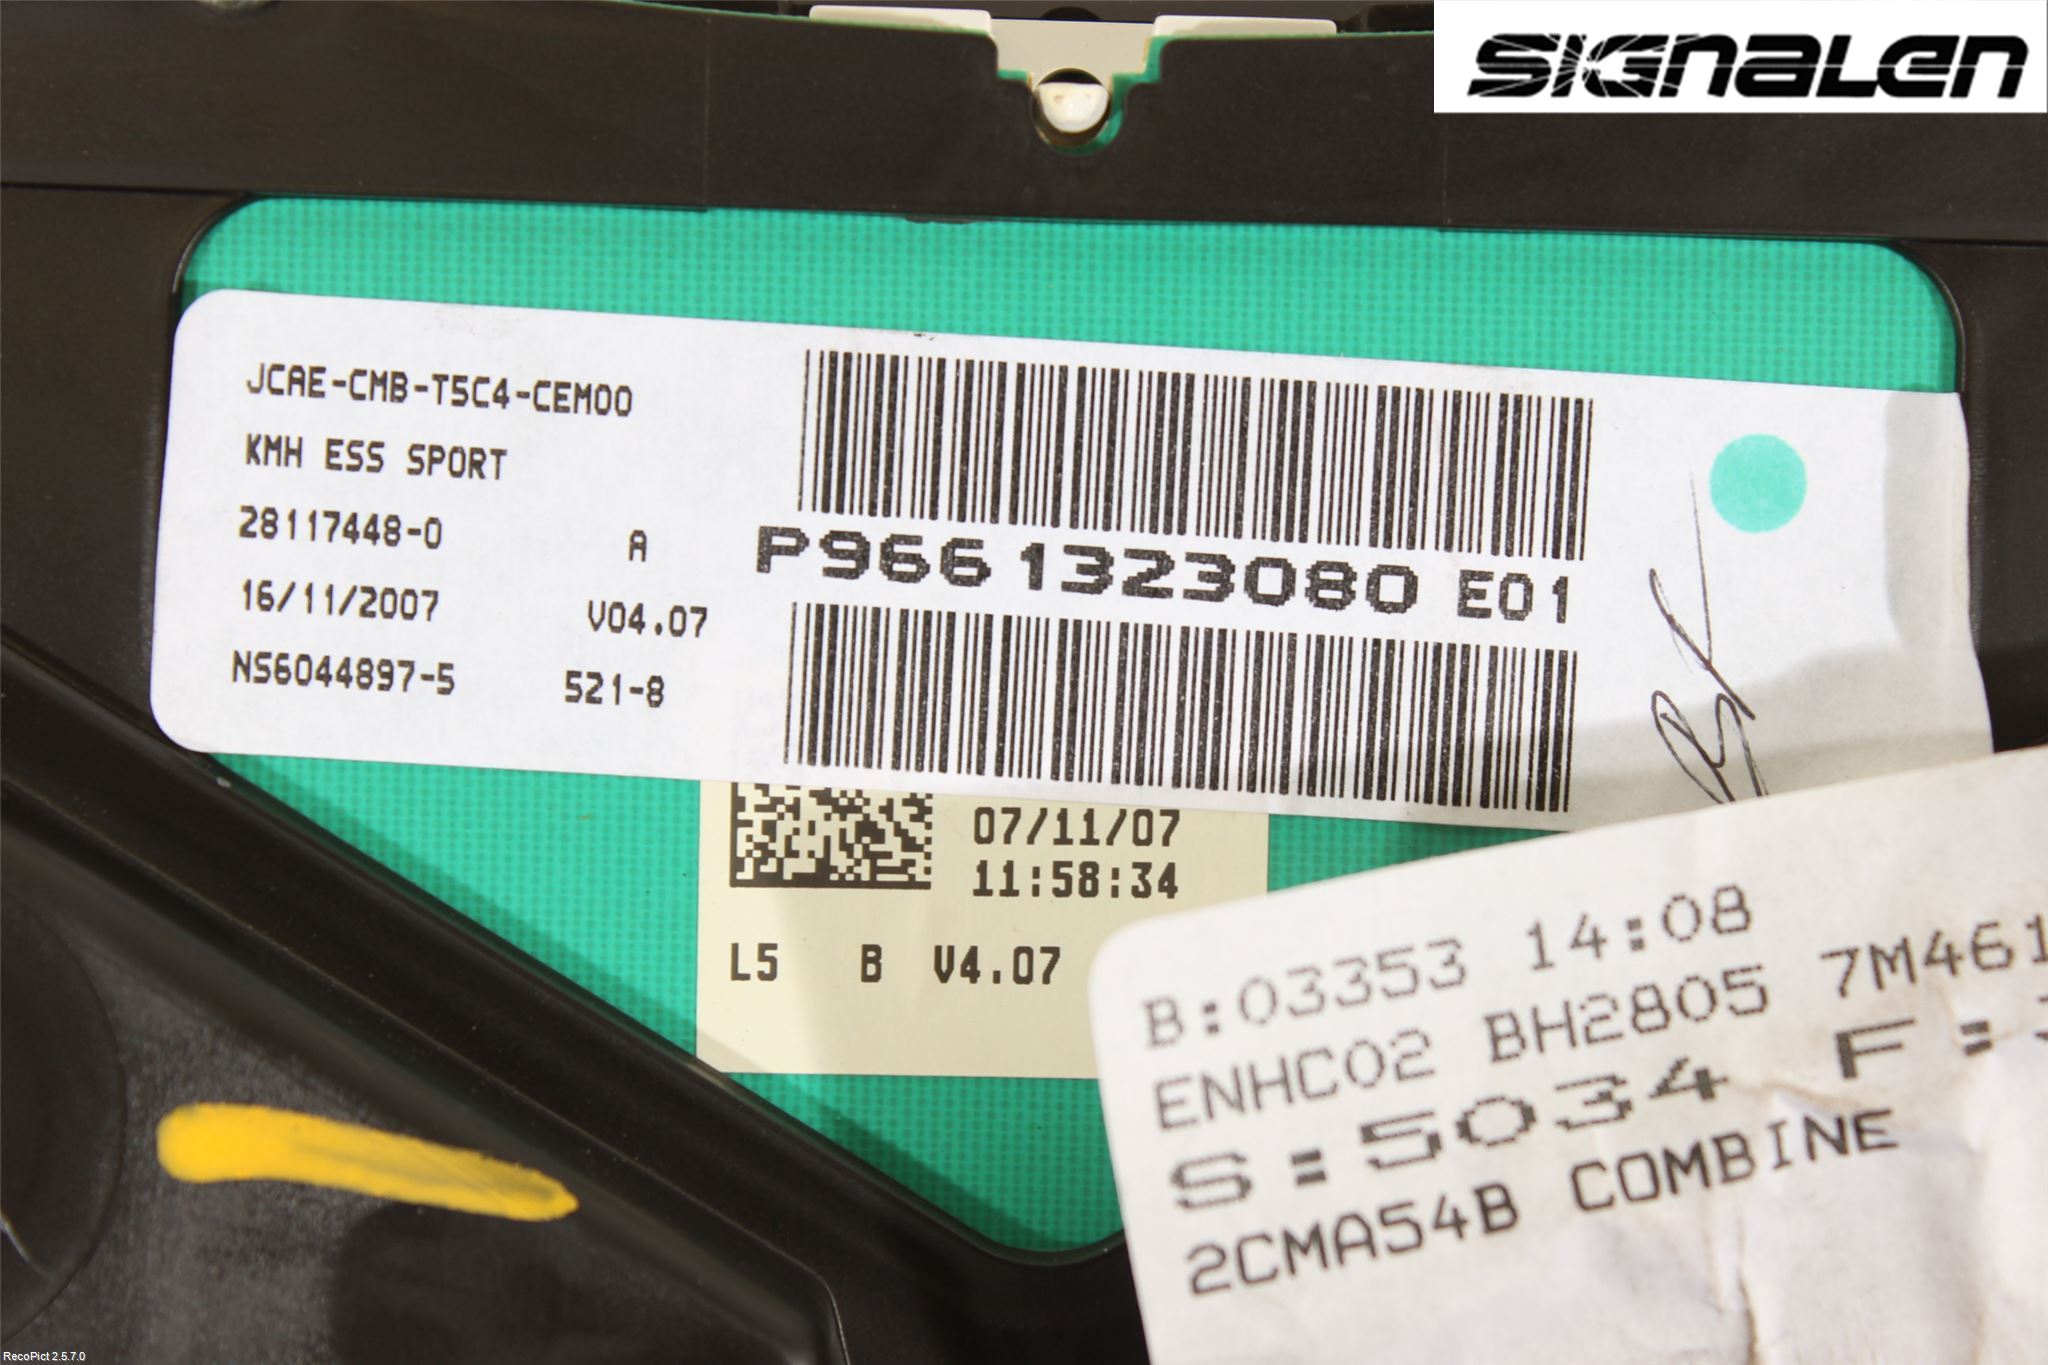 SIGNALEN
JCAE-CMB-T5C4-CEM00
KMH ESS SPORT
28117448-0 A
16/11/2007 V04.07
NS6044897-5 521-8
P9661323080 E01
07/11/07
11:58:34
L5 B V4.07
B:03353 14:08
ENHC02 BH2805 7M461
S:5034 F:
2CMA54B COMBINE
RecoPict 2.5.7.0